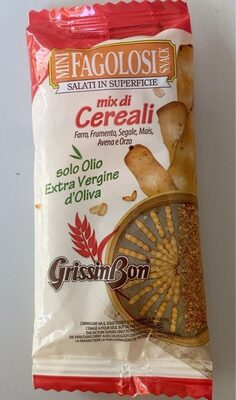 MINI FAGOLOSI SNACK
SALATI IN SUPERFICIE
mix di
Cereali
Farro, Frumento, Segale, Mais,
Avena e Orzo
solo Olio
Extra Vergine
d'Oliva
GrissinBon